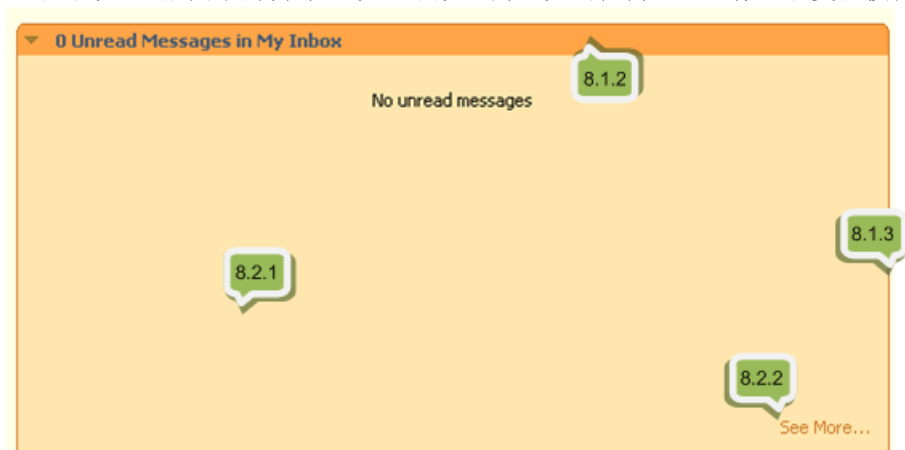 0 Unread Messages in My Inbox
8.1.2
No unread messages
8.1.3
8.2.1
8.2.2
See More...